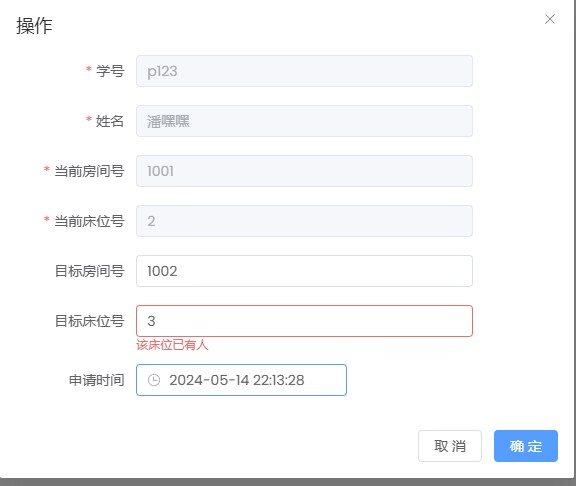 操作
* 学号 p123
* 姓名 潘嘿嘿
* 当前房间号 1001
* 当前床位号 2
目标房间号 1002
目标床位号 3
该床位已有人
申请时间 2024-05-14 22:13:28
取消 确定